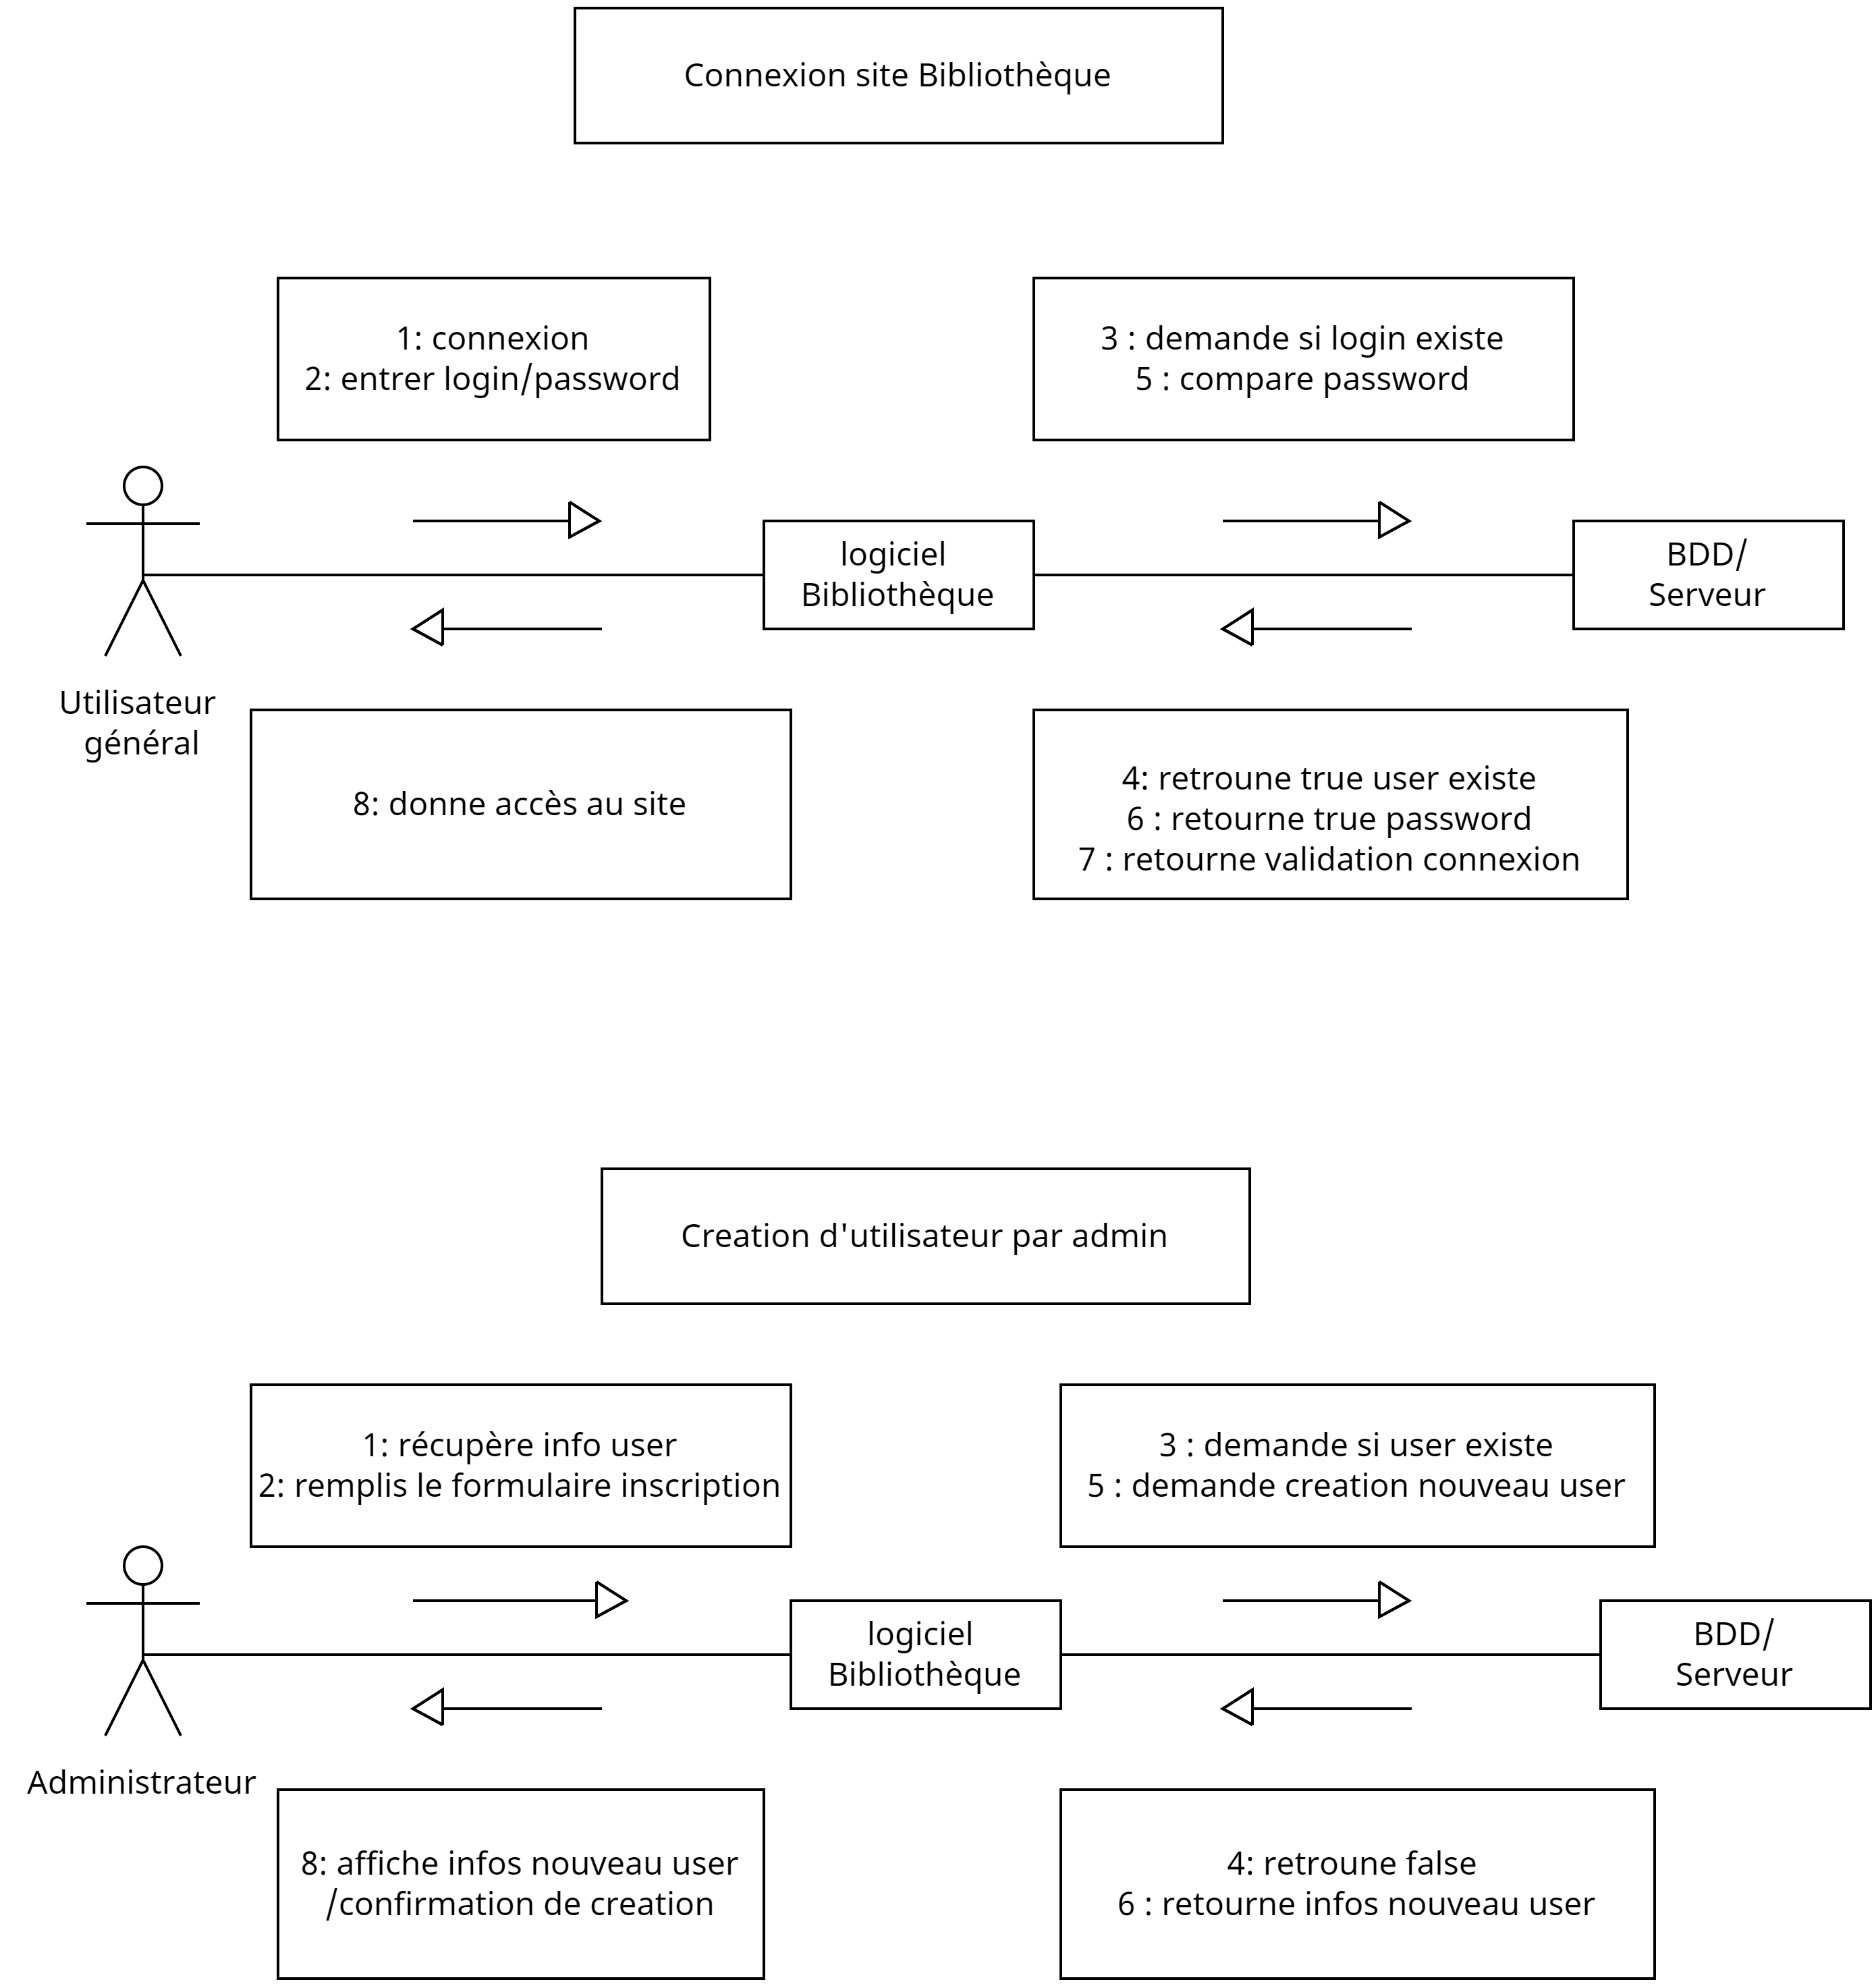 Connexion site Bibliothèque
1: connexion
2: entrer login/password
3 : demande si login existe
5 : compare password
logiciel
Bibliothèque
BDD/
Serveur
Utilisateur
général
8: donne accès au site
4: retroune true user existe
6 : retourne true password
7 : retourne validation connexion
Creation d'utilisateur par admin
1: récupère info user
2: remplis le formulaire inscription
3 : demande si user existe
5 : demande creation nouveau user
logiciel
Bibliothèque
BDD/
Serveur
Administrateur
8: affiche infos nouveau user
/confirmation de creation
4: retroune false
6 : retourne infos nouveau user